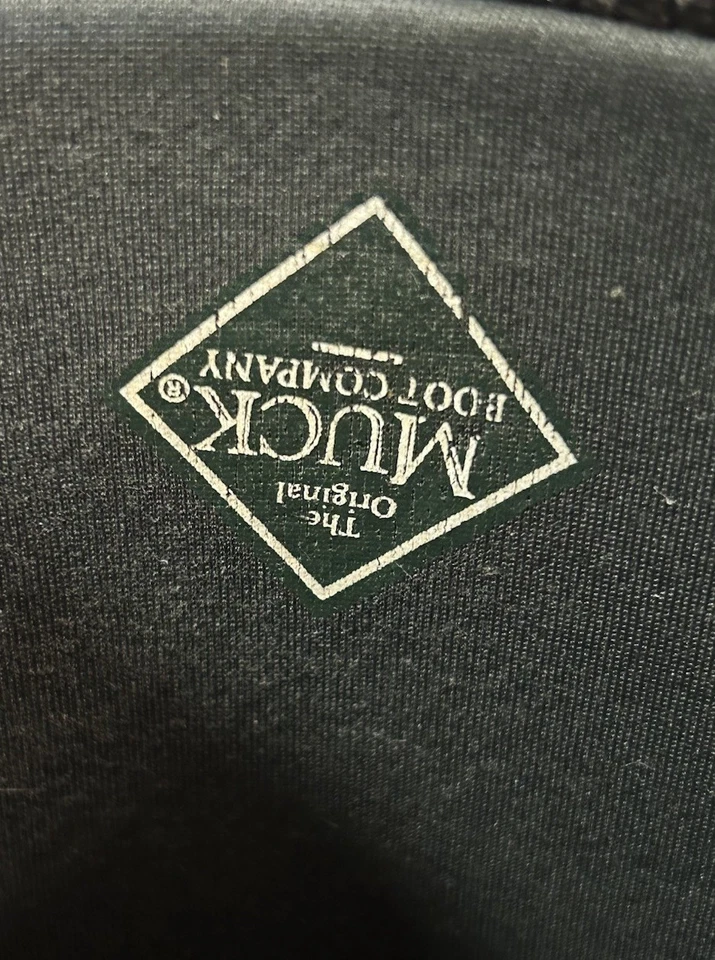 The
Original
MUCK®
BOOT COMPANY